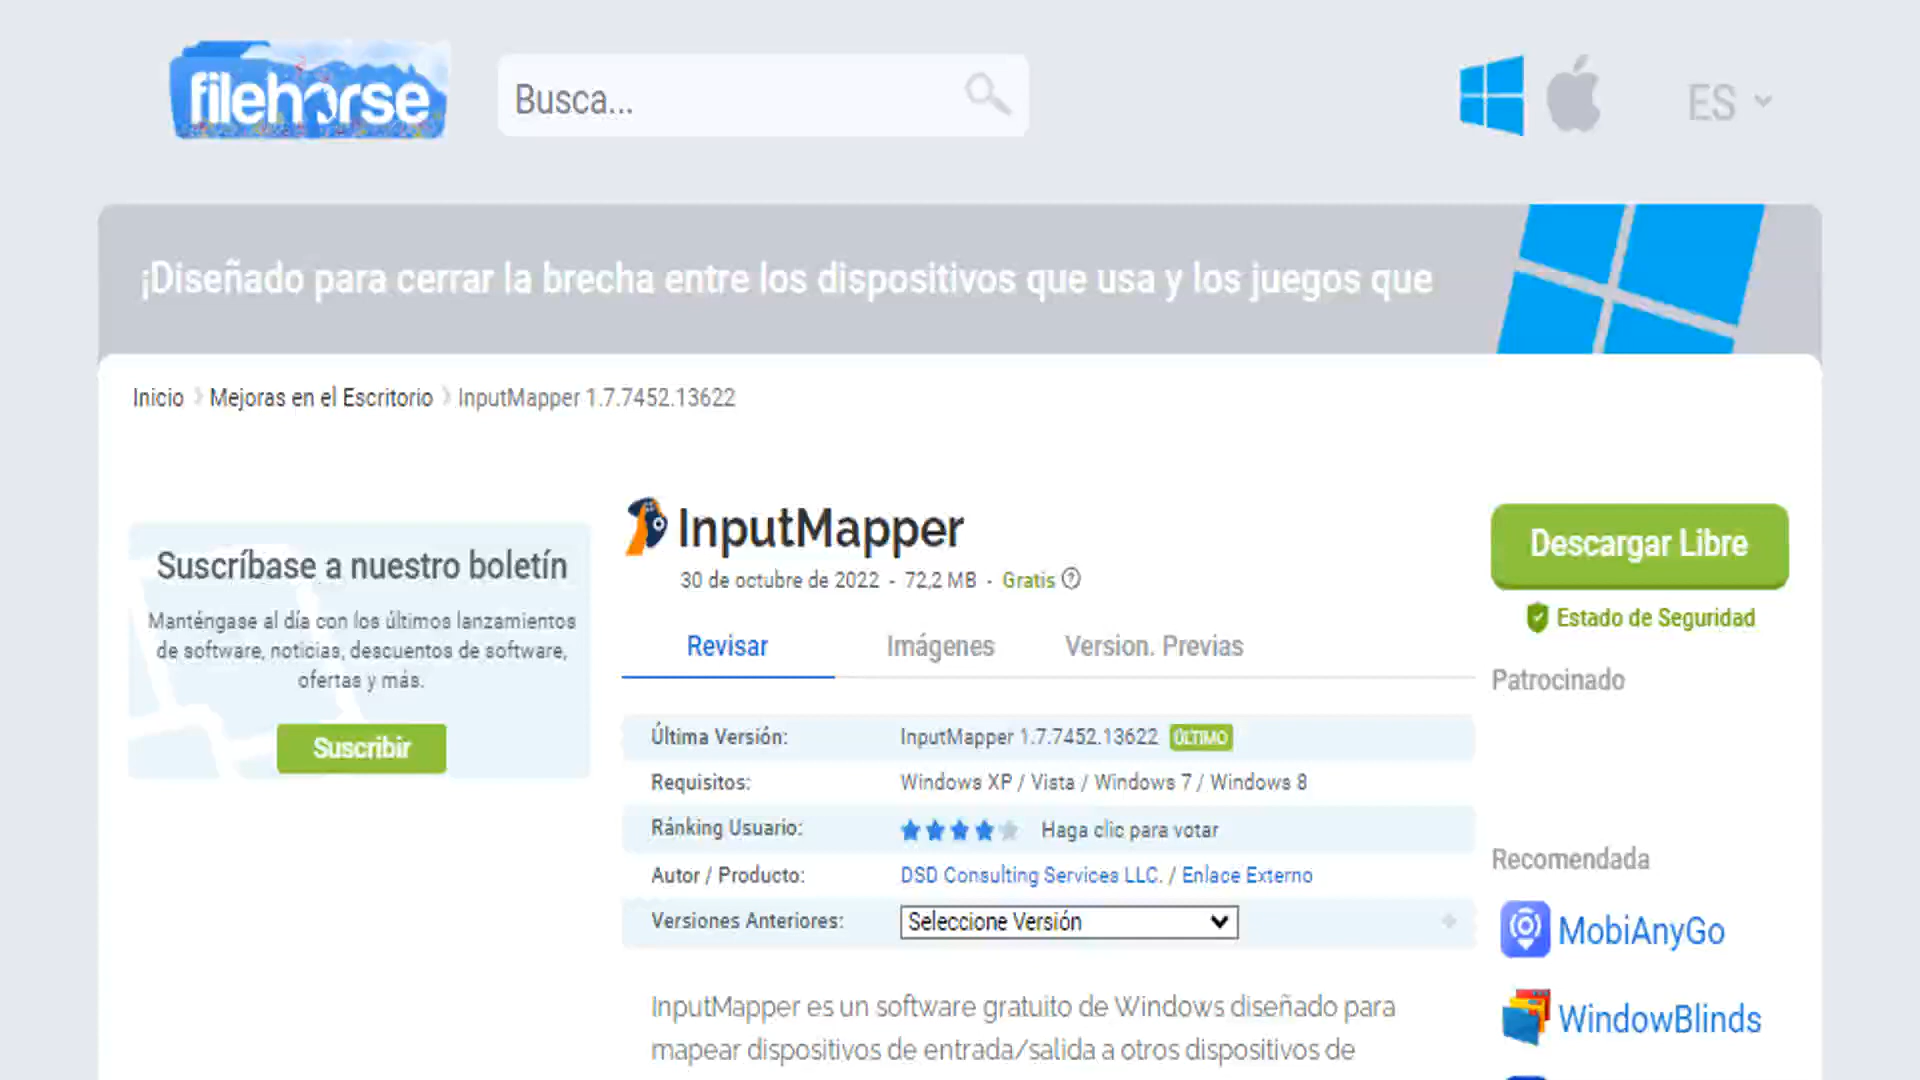 filehorse
Busca...
ES
¡Diseñado para cerrar la brecha entre los dispositivos que usa y los juegos que
Inicio Mejoras en el Escritorio InputMapper 1.7.7452.13622
Suscríbase a nuestro boletín
Manténgase al día con los últimos lanzamientos
de software, noticias, descuentos de software,
ofertas y más.
Suscribir
InputMapper
30 de octubre de 2022 - 72,2 MB - Gratis ?
Revisar Imágenes Version. Previas
Última Versión: InputMapper 1.7.7452.13622 ÚLTIMO
Requisitos: Windows XP / Vista / Windows 7 / Windows 8
Ránking Usuario: Haga clic para votar
Autor / Producto: DSD Consulting Services LLC. / Enlace Externo
Versiones Anteriores: Seleccione Versión
InputMapper es un software gratuito de Windows diseñado para
mapear dispositivos de entrada/salida a otros dispositivos de
Descargar Libre
Estado de Seguridad
Patrocinado
Recomendada
MobiAnyGo
WindowBlinds